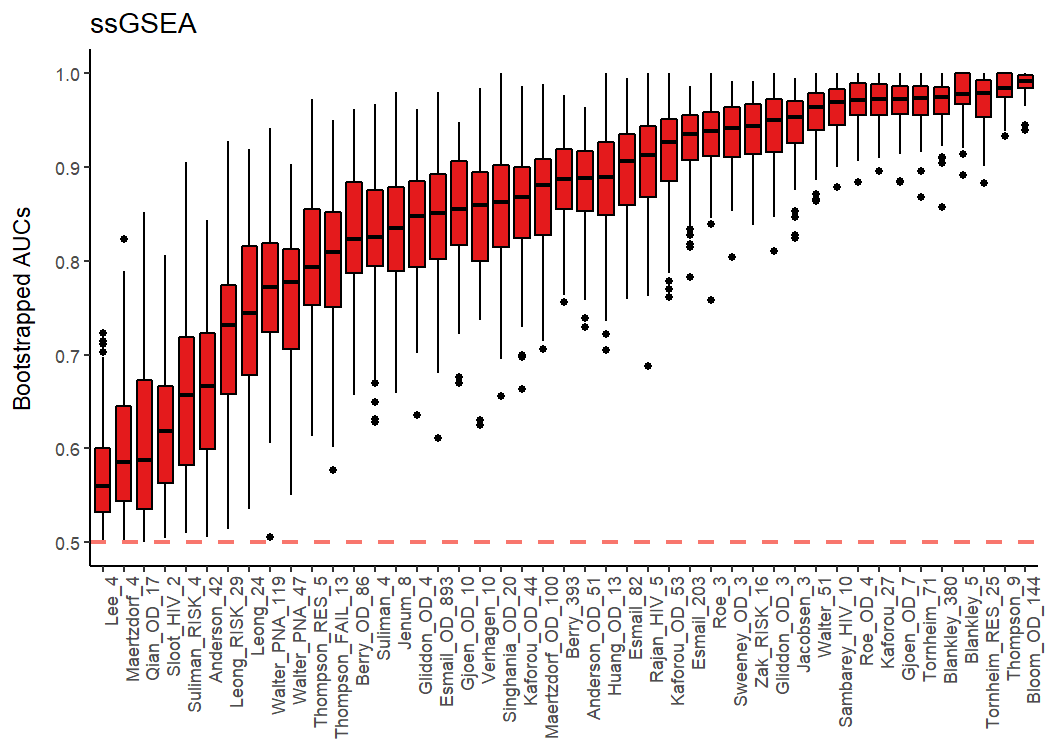 ssGSEA
Bootstrapped AUCs
1.0
0.9
0.8
0.7
0.6
0.5
Lee_4
Maertzdorf_4
Qian_OD_17
Sloot_HIV_2
Suliman_RISK_4
Anderson_42
Leong_RISK_29
Leong_24
Walter_PNA_119
Walter_PNA_47
Thompson_RES_5
Thompson_FAIL_13
Berry_OD_86
Suliman_4
Jenum_8
Gliddon_OD_4
Esmail_OD_893
Gjoen_OD_10
Verhagen_10
Singhania_OD_20
Kaforou_OD_44
Maertzdorf_OD_100
Berry_393
Anderson_OD_51
Huang_OD_13
Esmail_82
Rajan_HIV_5
Kaforou_OD_53
Esmail_203
Roe_3
Sweeney_OD_3
Zak_RISK_16
Gliddon_OD_3
Jacobsen_3
Walter_51
Sambarey_HIV_10
Roe_OD_4
Kaforou_27
Gjoen_OD_7
Tornheim_71
Blankley_380
Blankley_5
Tornheim_RES_25
Thompson_9
Bloom_OD_144